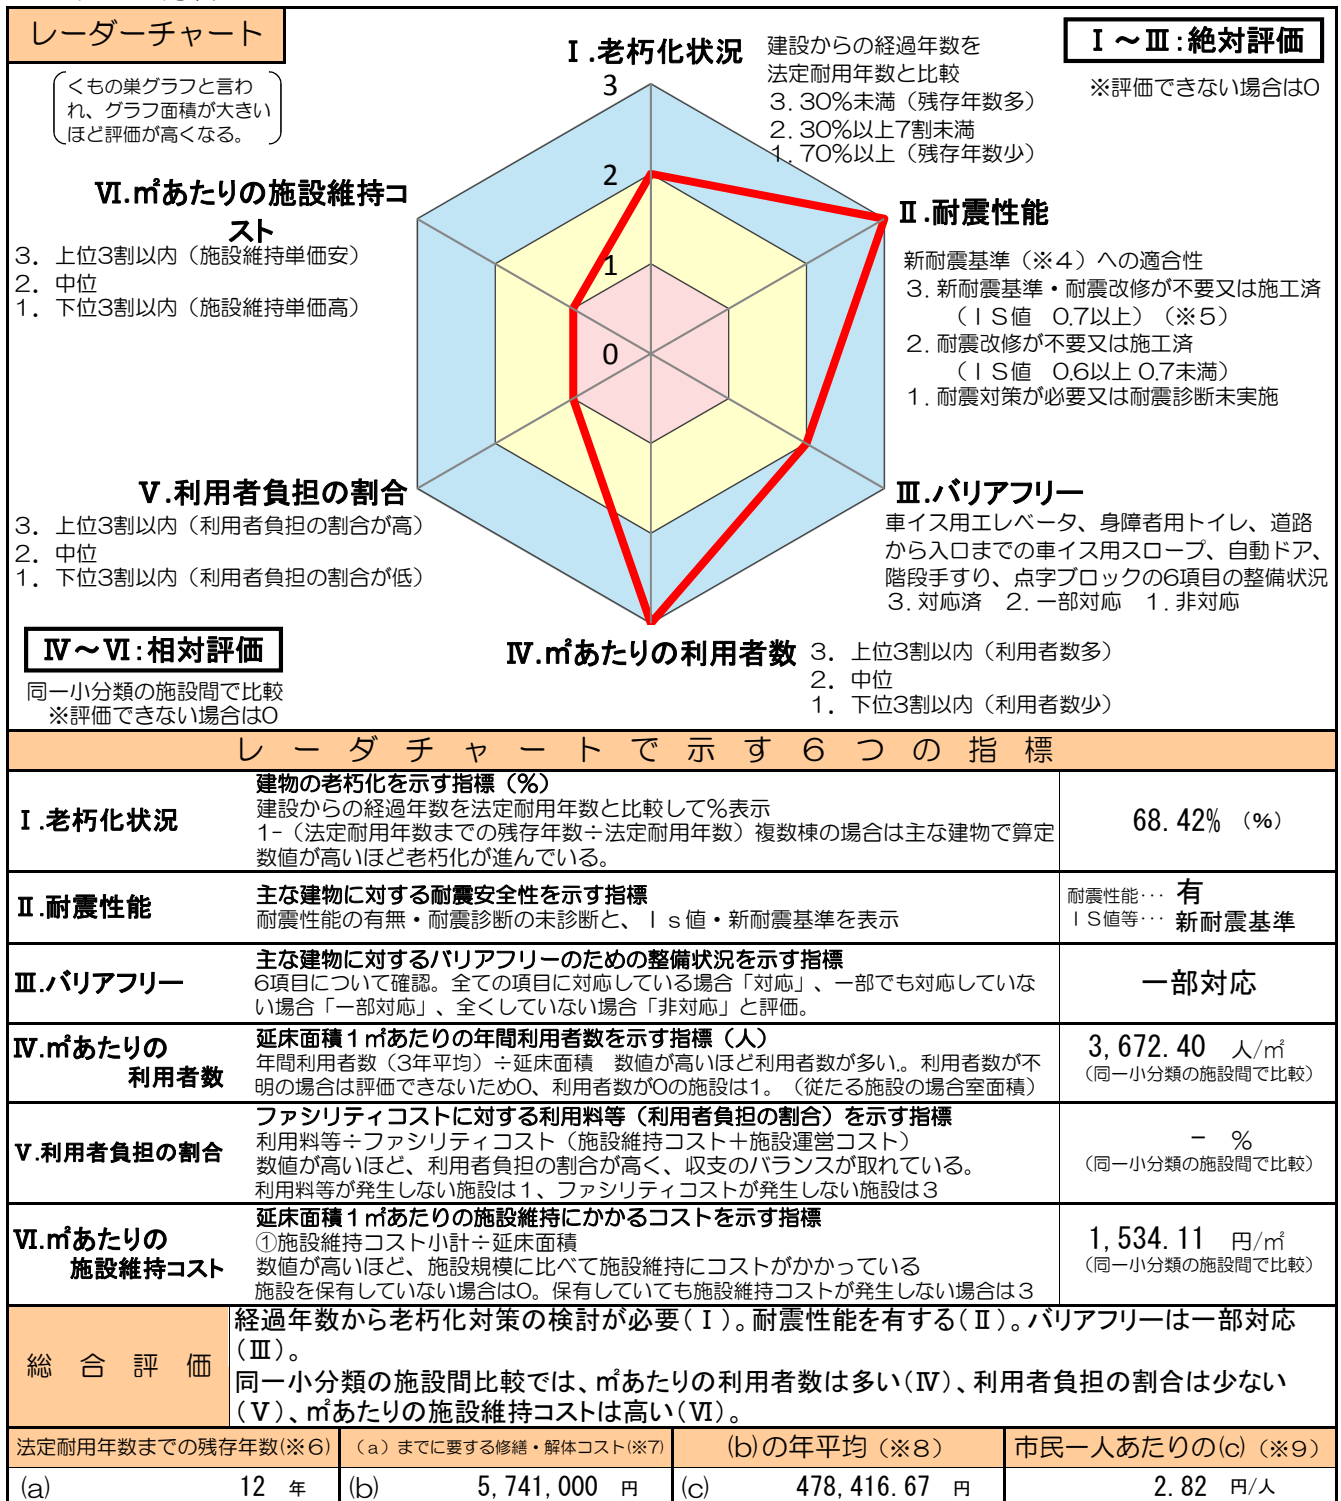 レーダーチャート
くもの巣グラフと言わ
れ、グラフ面積が大きい
ほど評価が高くなる。
Ⅰ～Ⅲ：絶対評価
※評価できない場合は0
Ⅰ.老朽化状況
建設からの経過年数を
法定耐用年数と比較
3. 30%未満（残存年数多）
2. 30%以上7割未満
1. 70%以上（残存年数少）
3
2
1
0
Ⅱ.耐震性能
新耐震基準（※4）への適合性
3. 新耐震基準・耐震改修が不要又は施工済
（ＩＳ値　0.7以上）（※5）
2. 耐震改修が不要又は施工済
（ＩＳ値　0.6以上 0.7未満）
1. 耐震対策が必要又は耐震診断未実施
Ⅵ.㎡あたりの施設維持コ
スト
3．上位3割以内（施設維持単価安）
2．中位
1．下位3割以内（施設維持単価高）
Ⅴ.利用者負担の割合
3．上位3割以内（利用者負担の割合が高）
2．中位
1．下位3割以内（利用者負担の割合が低）
Ⅲ.バリアフリー
車イス用エレベータ、身障者用トイレ、道路
から入口までの車イス用スロープ、自動ドア、
階段手すり、点字ブロックの6項目の整備状況
3. 対応済　2. 一部対応　1. 非対応
Ⅳ～Ⅵ：相対評価
同一小分類の施設間で比較
※評価できない場合は0
Ⅳ.㎡あたりの利用者数
3．上位3割以内（利用者数多）
2．中位
1．下位3割以内（利用者数少）
レーダチャートで示す６つの指標
Ⅰ.老朽化状況
建物の老朽化を示す指標（%）
建設からの経過年数を法定耐用年数と比較して%表示
1-（法定耐用年数までの残存年数÷法定耐用年数）複数棟の場合は主な建物で算定
数値が高いほど老朽化が進んでいる。
68.42%（%）
Ⅱ.耐震性能
主な建物に対する耐震安全性を示す指標
耐震性能の有無・耐震診断の未診断と、Ｉｓ値・新耐震基準を表示
耐震性能… 有
ＩＳ値等… 新耐震基準
Ⅲ.バリアフリー
主な建物に対するバリアフリーのための整備状況を示す指標
6項目について確認。全ての項目に対応している場合「対応」、一部でも対応していな
い場合「一部対応」、全くしていない場合「非対応」と評価。
一部対応
Ⅳ.㎡あたりの
利用者数
延床面積１㎡あたりの年間利用者数を示す指標（人）
年間利用者数（3年平均）÷延床面積　数値が高いほど利用者数が多い。利用者数が不
明の場合は評価できないため0、利用者数が0の施設は1。（従たる施設の場合室面積）
3,672.40 人/㎡
（同一小分類の施設間で比較）
Ⅴ.利用者負担の割合
ファシリティコストに対する利用料等（利用者負担の割合）を示す指標
利用料等÷ファシリティコスト（施設維持コスト＋施設運営コスト）
数値が高いほど、利用者負担の割合が高く、収支のバランスが取れている。
利用料等が発生しない施設は１、ファシリティコストが発生しない施設は３
- %
（同一小分類の施設間で比較）
Ⅵ.㎡あたりの
施設維持コスト
延床面積１㎡あたりの施設維持にかかるコストを示す指標
①施設維持コスト小計÷延床面積
数値が高いほど、施設規模に比べて施設維持にコストがかかっている
施設を保有していない場合は0。保有していても施設維持コストが発生しない場合は３
1,534.11 円/㎡
（同一小分類の施設間で比較）
総合評価
経過年数から老朽化対策の検討が必要(Ⅰ)。耐震性能を有する(Ⅱ)。バリアフリーは一部対応
(Ⅲ)。
同一小分類の施設間比較では、㎡あたりの利用者数は多い(Ⅳ)、利用者負担の割合は少ない
(Ⅴ)、㎡あたりの施設維持コストは高い(Ⅵ)。
法定耐用年数までの残存年数(※6)
（a）までに要する修繕・解体コスト(※7)
(b)の年平均（※8）
市民一人あたりの(c)（※9）
(a) 12 年
(b) 5,741,000 円
(c) 478,416.67 円
2.82 円/人